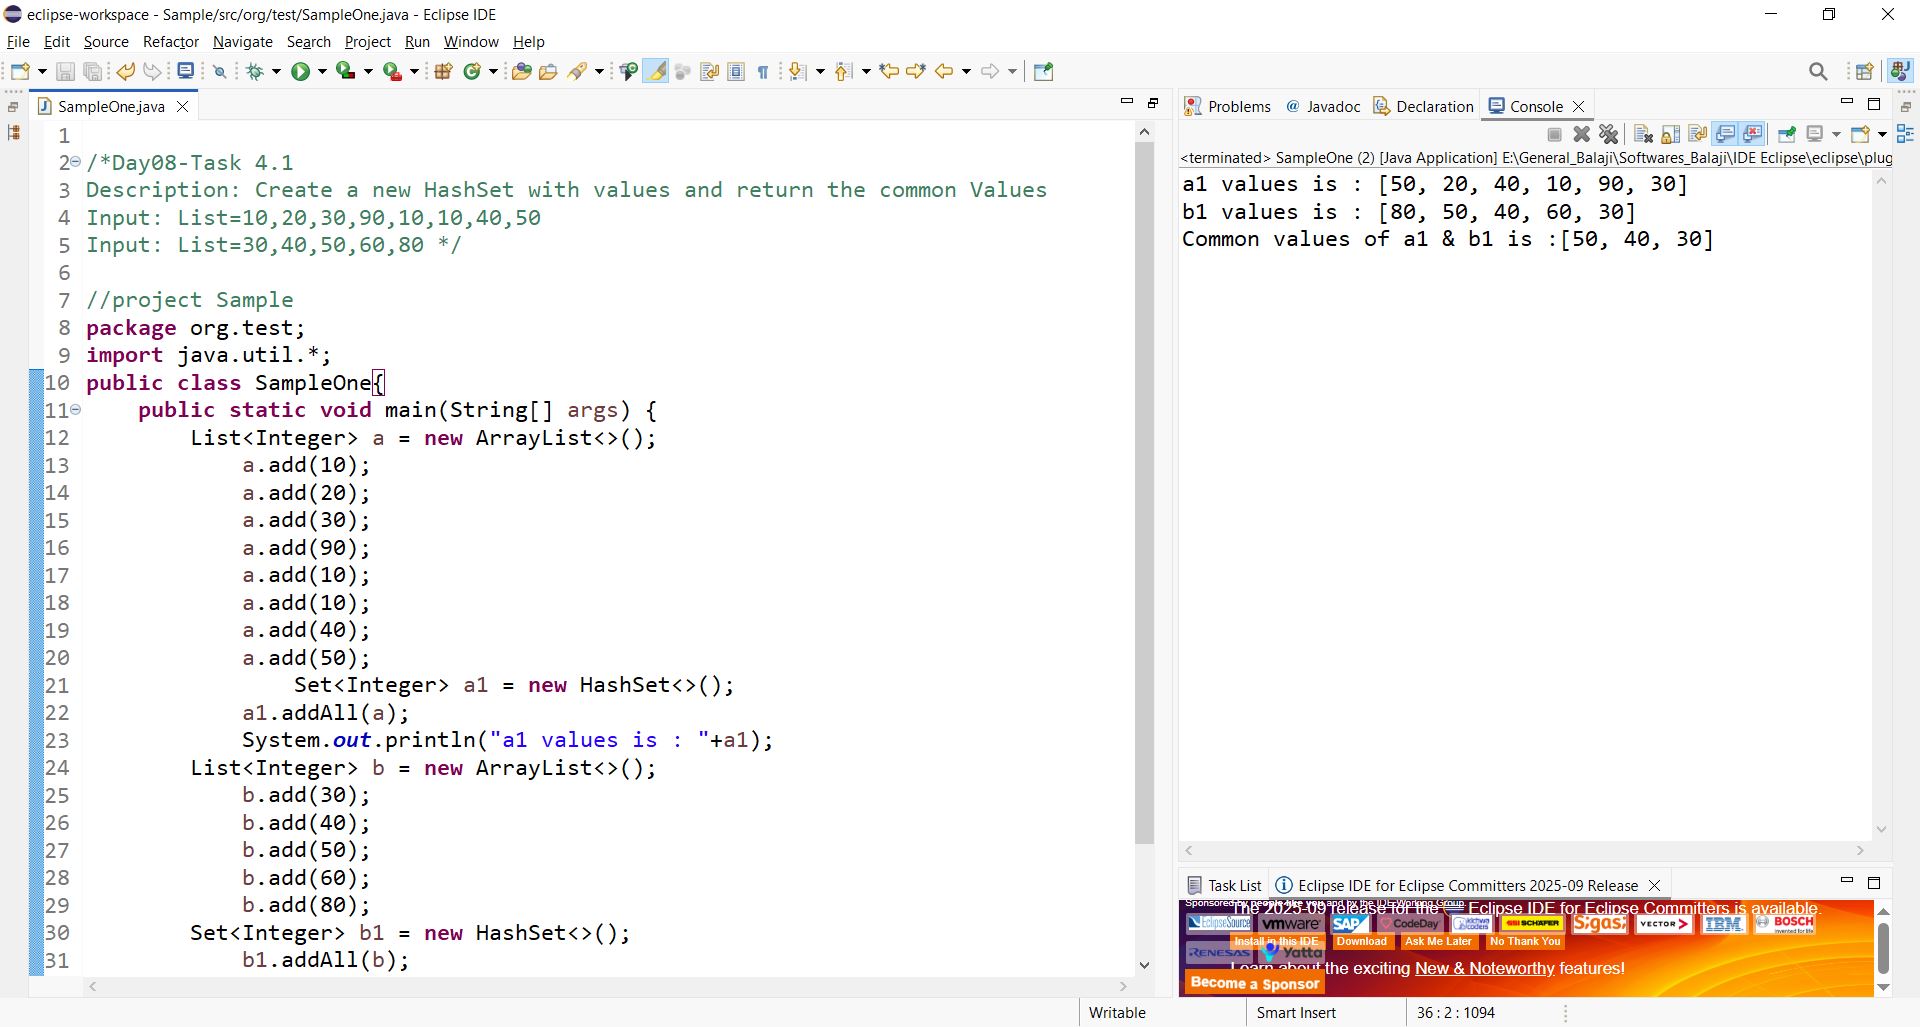 eclipse-workspace - Sample/src/org/test/SampleOne.java - Eclipse IDE
File Edit Source Refactor Navigate Search Project Run Window Help
SampleOne.java
1
2 /*Day08-Task 4.1
3 Description: Create a new HashSet with values and return the common Values
4 Input: List=10,20,30,90,10,10,40,50
5 Input: List=30,40,50,60,80 */
6
7 //project Sample
8 package org.test;
9 import java.util.*;
10 public class SampleOne{
11 public static void main(String[] args) {
12 List<Integer> a = new ArrayList<>();
13 a.add(10);
14 a.add(20);
15 a.add(30);
16 a.add(90);
17 a.add(10);
18 a.add(10);
19 a.add(40);
20 a.add(50);
21 Set<Integer> a1 = new HashSet<>();
22 a1.addAll(a);
23 System.out.println("a1 values is : "+a1);
24 List<Integer> b = new ArrayList<>();
25 b.add(30);
26 b.add(40);
27 b.add(50);
28 b.add(60);
29 b.add(80);
30 Set<Integer> b1 = new HashSet<>();
31 b1.addAll(b);
Problems Javadoc Declaration Console
<terminated> SampleOne (2) [Java Application] E:\General_Balaji\Softwares_Balaji\IDE Eclipse\eclipse\plug
a1 values is : [50, 20, 40, 10, 90, 30]
b1 values is : [80, 50, 40, 60, 30]
Common values of a1 & b1 is :[50, 40, 30]
Task List Eclipse IDE for Eclipse Committers 2025-09 Release
Sponsored by people like you and by the IDE Working Group.
The 2025-09 release for the Eclipse IDE for Eclipse Committers is available.
EclipseSource vmware SAP CodeDay SCHAFER Sigasi VECTOR IBM BOSCH
Install in this IDE Download Ask Me Later No Thank You
RENESAS Yatta
Learn about the exciting New & Noteworthy features!
Become a Sponsor
Writable Smart Insert 36 : 2 : 1094